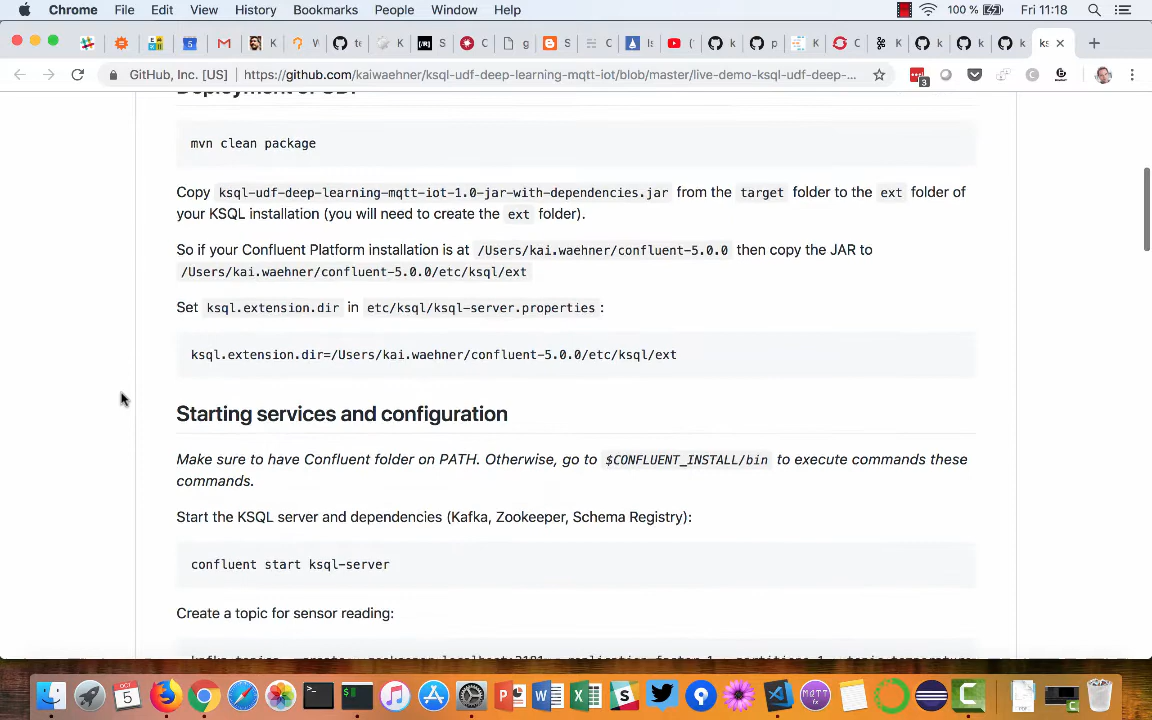 Chrome File Edit View History Bookmarks People Window Help 100 % Fri 11:18
GitHub, Inc. [US] https://github.com/kaiwaehner/ksql-udf-deep-learning-mqtt-iot/blob/master/live-demo-ksql-udf-deep-...
3
Deployment of UDF
mvn clean package
Copy ksql-udf-deep-learning-mqtt-iot-1.0-jar-with-dependencies.jar from the target folder to the ext folder of
your KSQL installation (you will need to create the ext folder).
So if your Confluent Platform installation is at /Users/kai.waehner/confluent-5.0.0 then copy the JAR to
/Users/kai.waehner/confluent-5.0.0/etc/ksql/ext
Set ksql.extension.dir in etc/ksql/ksql-server.properties :
ksql.extension.dir=/Users/kai.waehner/confluent-5.0.0/etc/ksql/ext
Starting services and configuration
Make sure to have Confluent folder on PATH. Otherwise, go to $CONFLUENT_INSTALL/bin to execute commands these
commands.
Start the KSQL server and dependencies (Kafka, Zookeeper, Schema Registry):
confluent start ksql-server
Create a topic for sensor reading:
OCT
5
MQTT